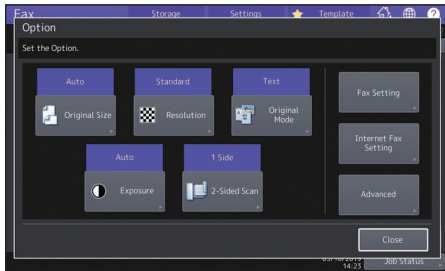 Fax
Storage
Settings
Template
Option
Set the Option.
Auto
Standard
Text
Original Size
Resolution
Original
Mode
Fax Setting
Internet Fax
Setting
Auto
1 Side
Exposure
2-Sided Scan
Advanced
Close
14:23
Job Status